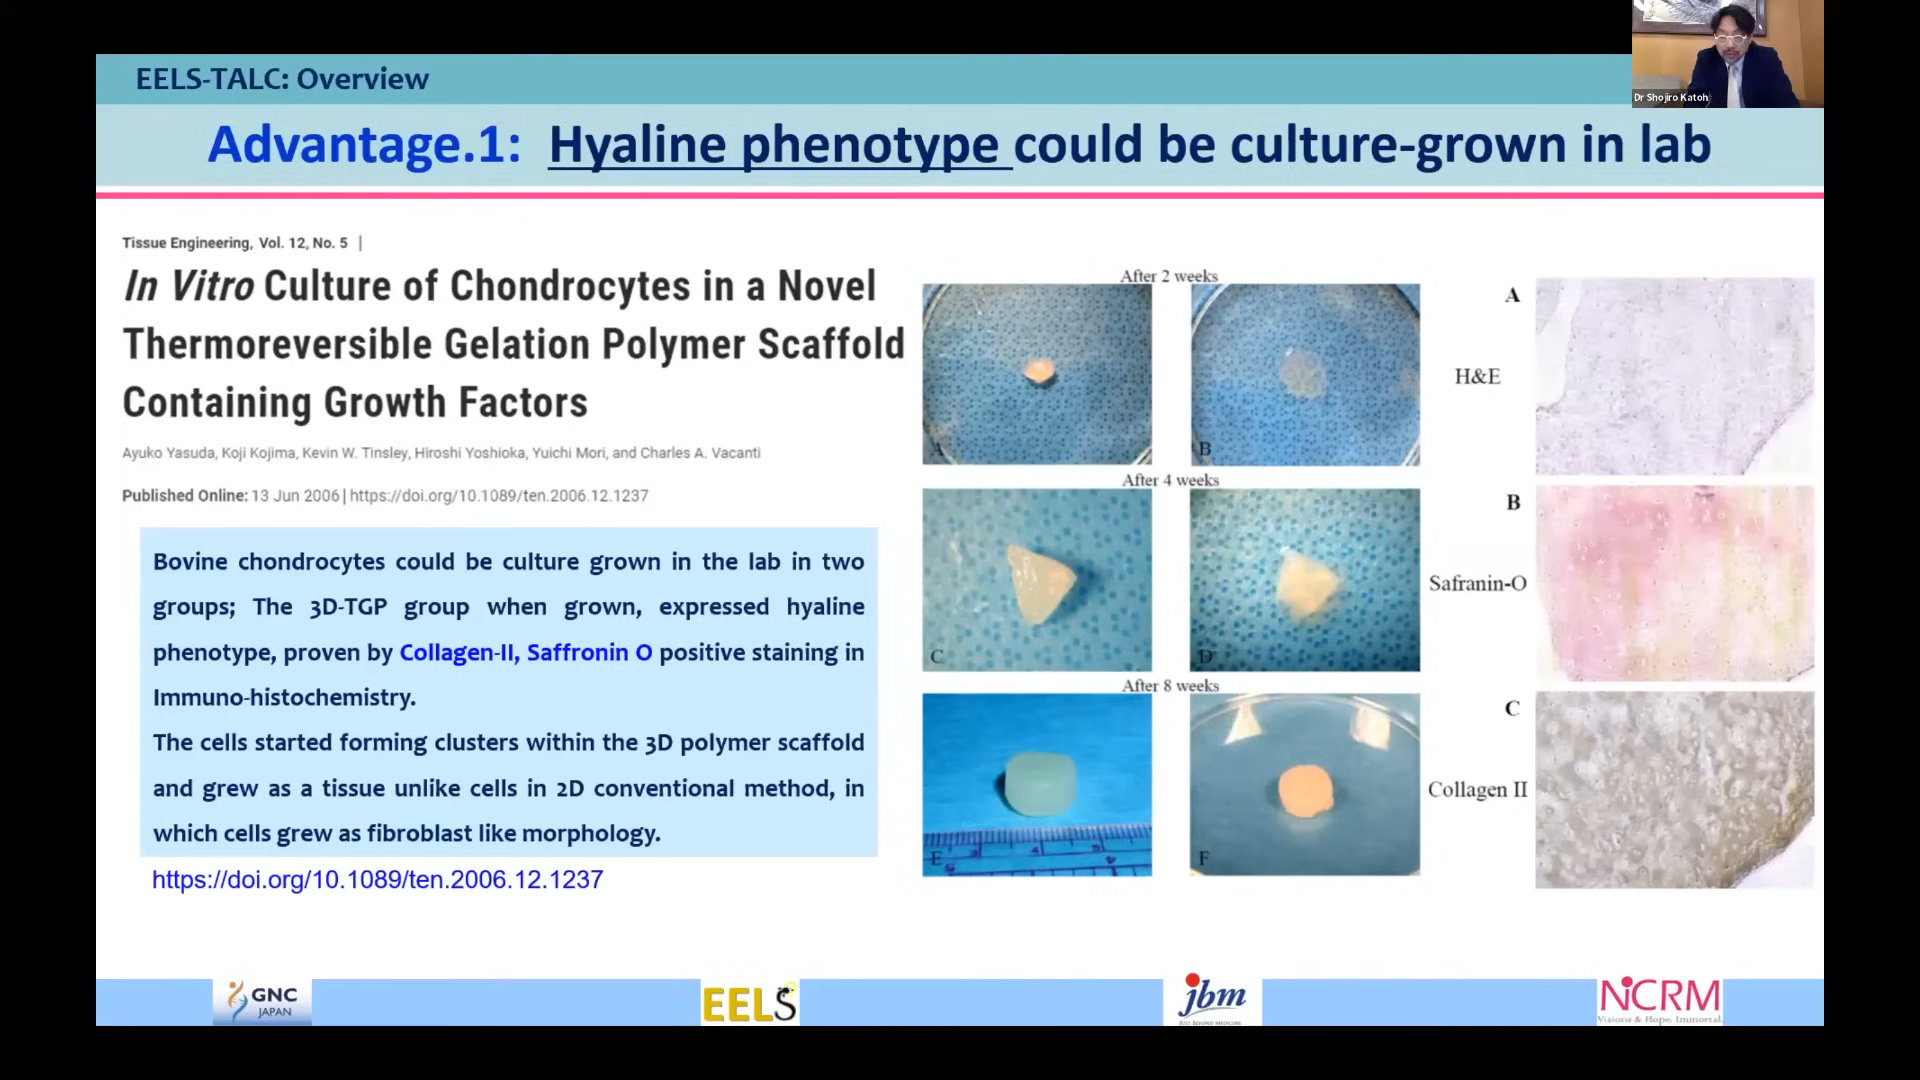 EELS-TALC: Overview
Dr Shojiro Katoh
Advantage.1: Hyaline phenotype could be culture-grown in lab
Tissue Engineering, Vol. 12, No. 5 |
In Vitro Culture of Chondrocytes in a Novel
Thermoreversible Gelation Polymer Scaffold
Containing Growth Factors
Ayuko Yasuda, Koji Kojima, Kevin W. Tinsley, Hiroshi Yoshioka, Yuichi Mori, and Charles A. Vacanti
Published Online: 13 Jun 2006 | https://doi.org/10.1089/ten.2006.12.1237
Bovine chondrocytes could be culture grown in the lab in two
groups; The 3D-TGP group when grown, expressed hyaline
phenotype, proven by Collagen-II, Saffronin O positive staining in
Immuno-histochemistry.
The cells started forming clusters within the 3D polymer scaffold
and grew as a tissue unlike cells in 2D conventional method, in
which cells grew as fibroblast like morphology.
https://doi.org/10.1089/ten.2006.12.1237
After 2 weeks
A
B
After 4 weeks
C
D
After 8 weeks
E
F
A
H&E
B
Safranin-O
C
Collagen II
GNC
JAPAN
EELS
jbm
NCRM
Visions & Hope. Immortal.